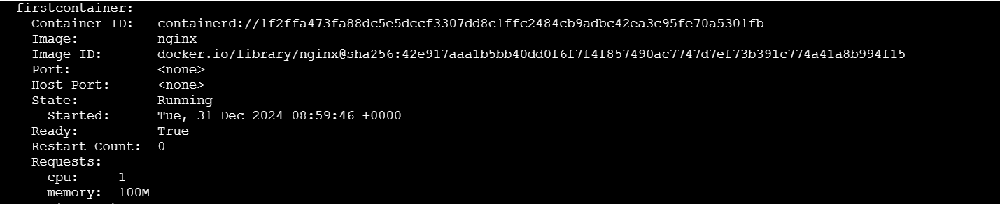 firstcontainer:
Container ID: containerd://1f2ffa473fa88dc5e5dccf3307dd8c1ffc2484cb9adbc42ea3c95fe70a5301fb
Image: nginx
Image ID: docker.io/library/nginx@sha256:42e917aaa1b5bb40dd0f6f7f4f857490ac7747d7ef73b391c774a41a8b994f15
Port: <none>
Host Port: <none>
State: Running
Started: Tue, 31 Dec 2024 08:59:46 +0000
Ready: True
Restart Count: 0
Requests:
cpu: 1
memory: 100M